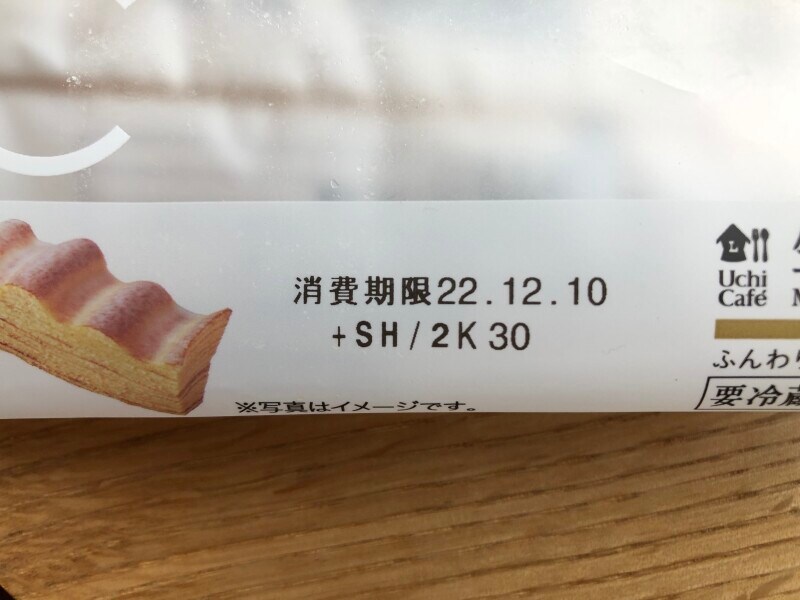 消費期限22.12.10
+SH/2K30
※写真はイメージです。
L
Uchi
Café
ふんわり
要冷蔵